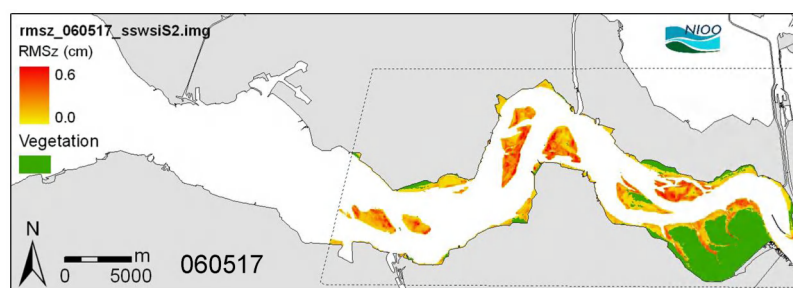 rmsz_060517_sswsiS2.img
RMSz (cm)
0.6
0.0
Vegetation
NIOO
N
m
0 5000
060517